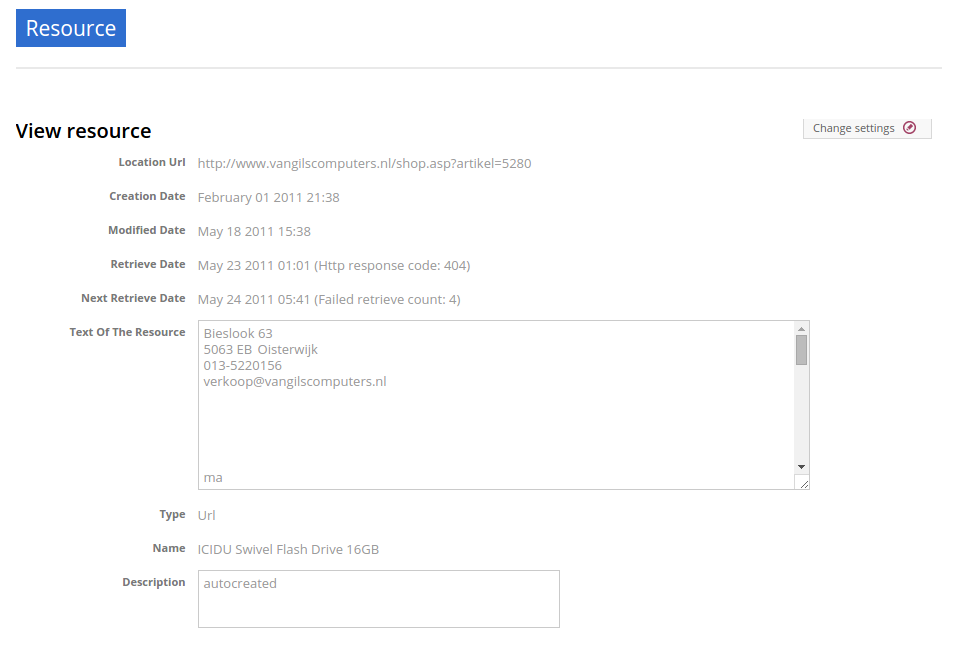 Resource
View resource
Change settings
Location Url http://www.vangilscomputers.nl/shop.asp?artikel=5280
Creation Date February 01 2011 21:38
Modified Date May 18 2011 15:38
Retrieve Date May 23 2011 01:01 (Http response code: 404)
Next Retrieve Date May 24 2011 05:41 (Failed retrieve count: 4)
Text Of The Resource Bieslook 63
5063 EB Oisterwijk
013-5220156
verkoop@vangilscomputers.nl
ma
Type Url
Name ICIDU Swivel Flash Drive 16GB
Description autocreated